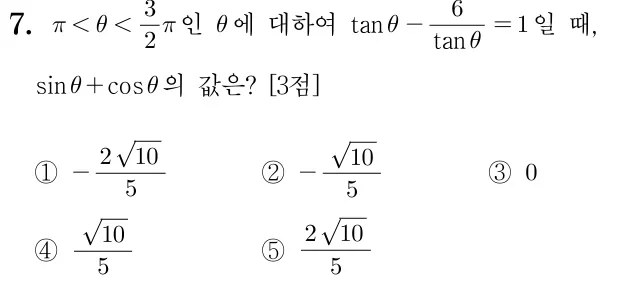 7. π < θ < 3/2 π 인 θ에 대하여 tanθ − 6/tanθ = 1 일 때,
sinθ + cosθ의 값은? [3점]
① −2√10/5 ② −√10/5 ③ 0
④ √10/5 ⑤ 2√10/5